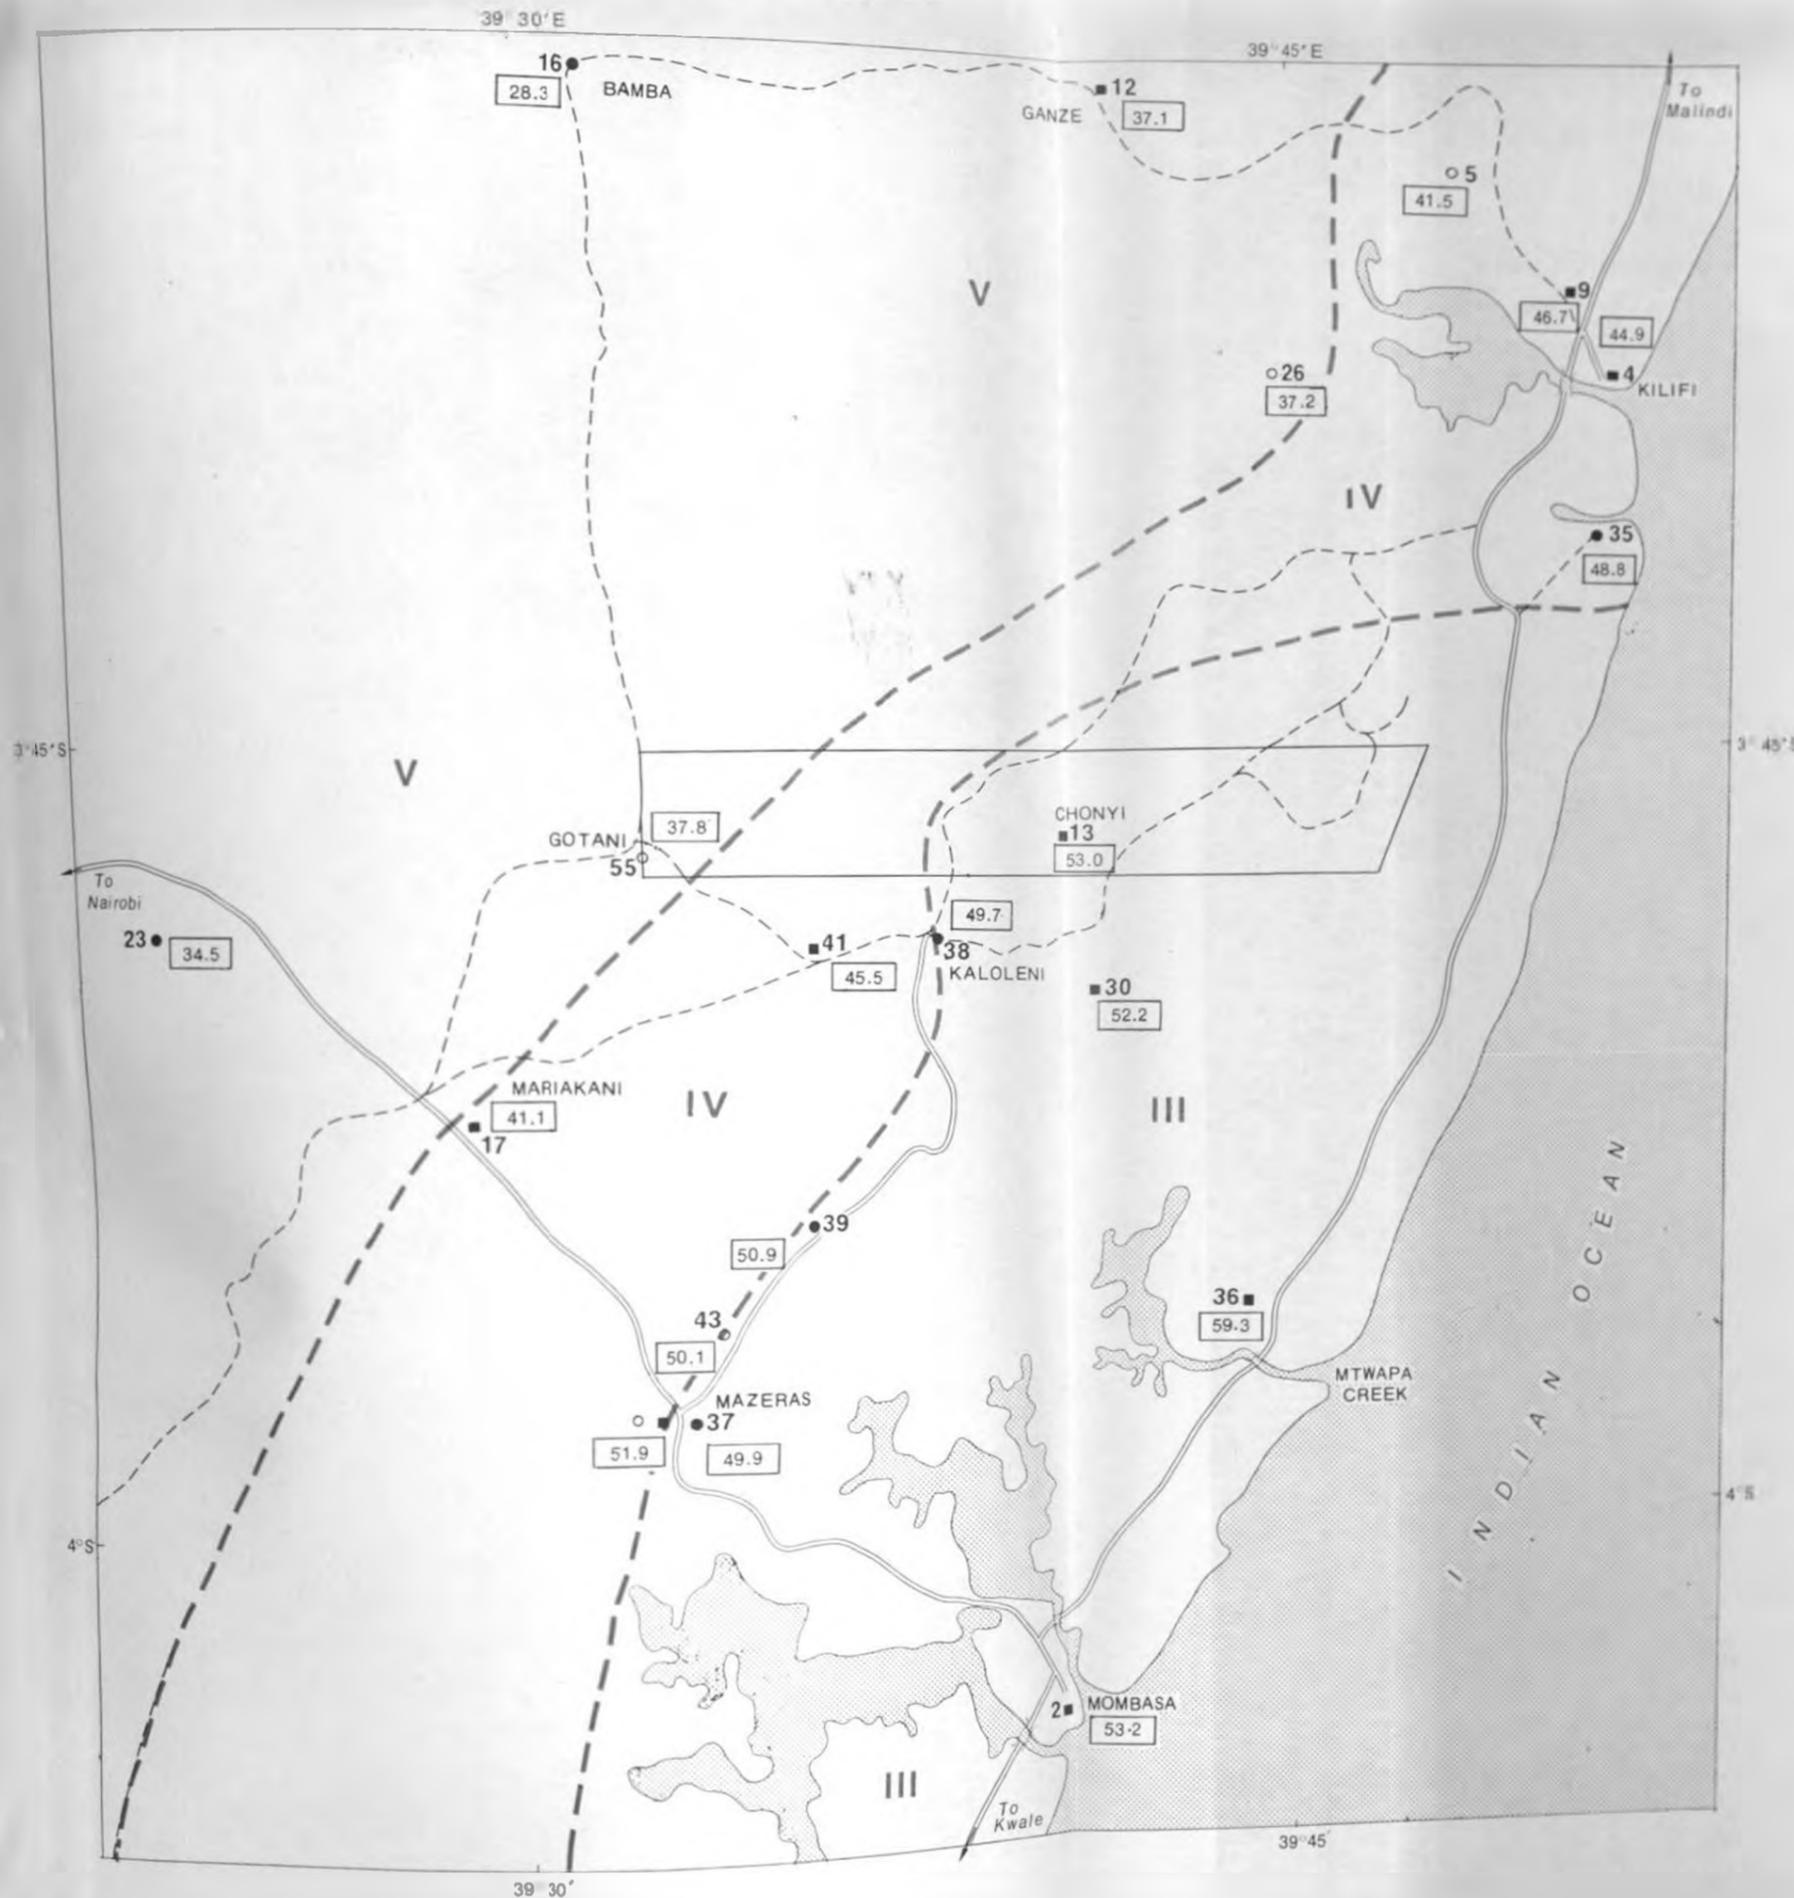 39° 30'E
39° 45'E
16
28.3
BAMBA
12
GANZE
37.1
To
Malindi
5
41.5
V
9
46.7
44.9
4
KILIFI
26
37.2
IV
35
48.8
3°45'S
3°45'S
V
CHONYI
13
53.0
37.8
GOTANI
55
To
Nairobi
23
34.5
49.7
41
45.5
38
KALOLENI
30
52.2
MARIAKANI
41.1
17
IV
III
39
50.9
43
50.1
36
59.3
MTWAPA
CREEK
INDIAN OCEAN
MAZERAS
37
51.9
49.9
4°S
4°S
2
MOMBASA
53.2
III
To
Kwale
39°45'
39°30'